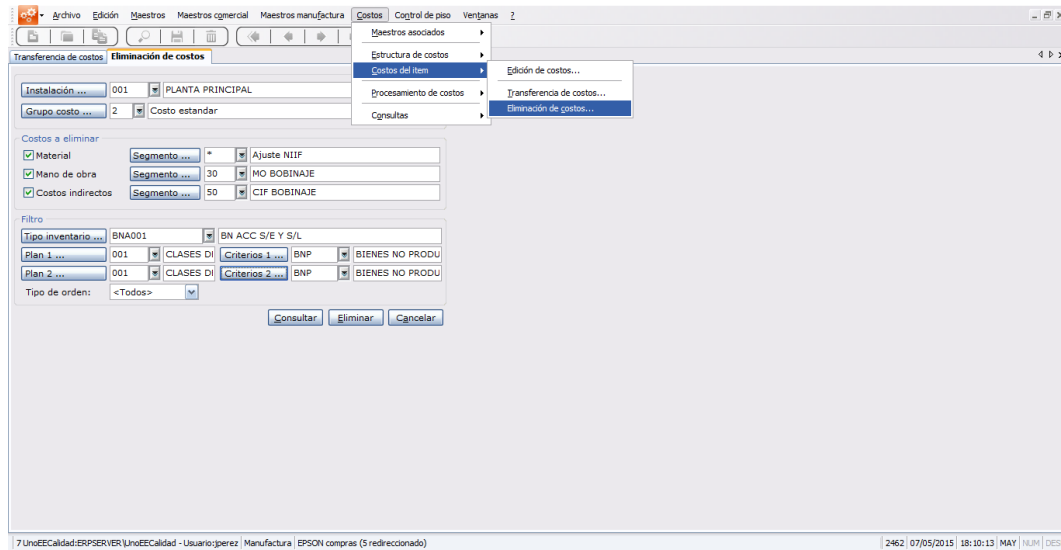 Archivo Edición Maestros Maestros comercial Maestros manufactura Costos Control de piso Ventanas ?
Maestros asociados
Estructura de costos
Costos del item
Procesamiento de costos
Consultas
Edición de costos...
Transferencia de costos...
Eliminación de costos...
Transferencia de costos Eliminación de costos
Instalación ... 001 PLANTA PRINCIPAL
Grupo costo ... 2 Costo estandar
Costos a eliminar
Material Segmento ... * Ajuste NIIF
Mano de obra Segmento ... 30 MO BOBINAJE
Costos indirectos Segmento ... 50 CIF BOBINAJE
Filtro
Tipo inventario ... BNA001 BN ACC S/E Y S/L
Plan 1 ... 001 CLASES DI Criterios 1 ... BNP BIENES NO PRODU
Plan 2 ... 001 CLASES DI Criterios 2 ... BNP BIENES NO PRODU
Tipo de orden: <Todos>
Consultar Eliminar Cancelar
7 UnoEECalidad:ERPSERVER\UnoEECalidad - Usuario:jperez Manufactura EPSON compras (5 redireccionado) 2462 07/05/2015 18:10:13 MAY NUM DES